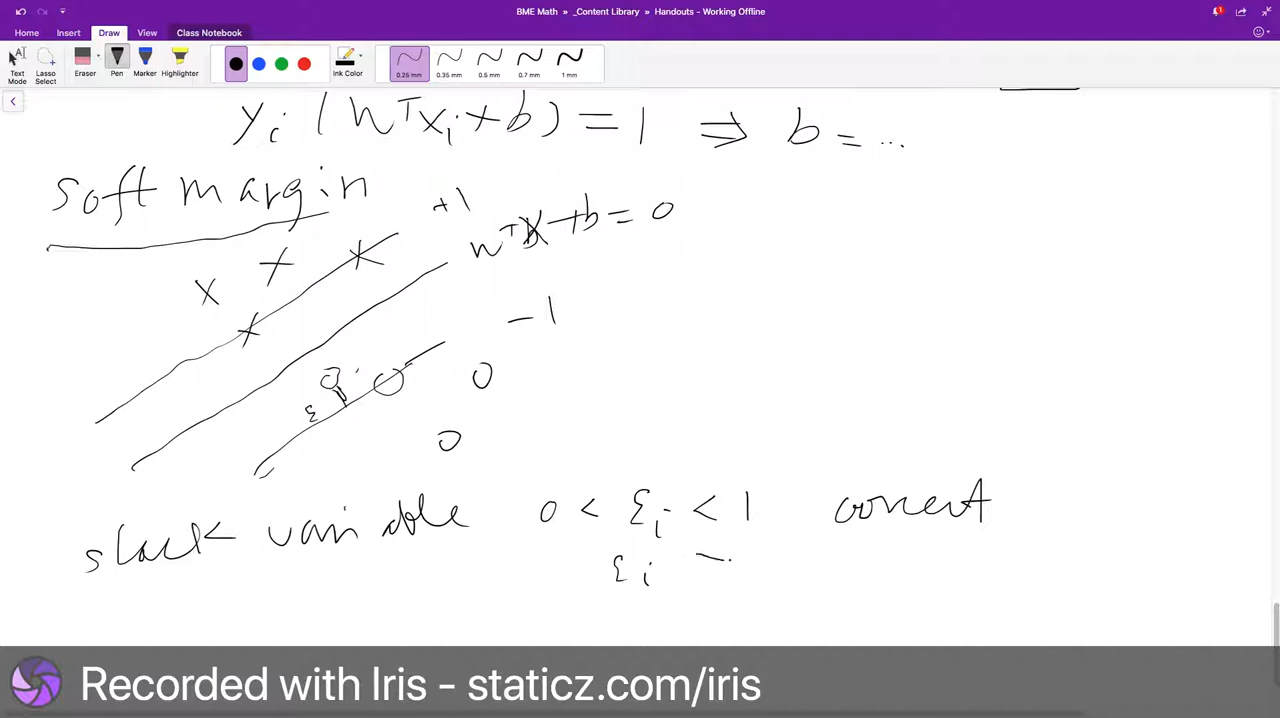 BME Math » _Content Library » Handouts - Working Offline
Home Insert Draw View Class Notebook
Text Mode Lasso Select Eraser Pen Marker Highlighter Ink Color 0.25 mm 0.35 mm 0.5 mm 0.7 mm 1 mm
yi (wTxi+b) = 1 ⇒ b = ...
soft margin
+1
wTx+b=0
-1
ξ
slack variable 0 < ξi < 1 correct
ξi
Recorded with Iris - staticz.com/iris